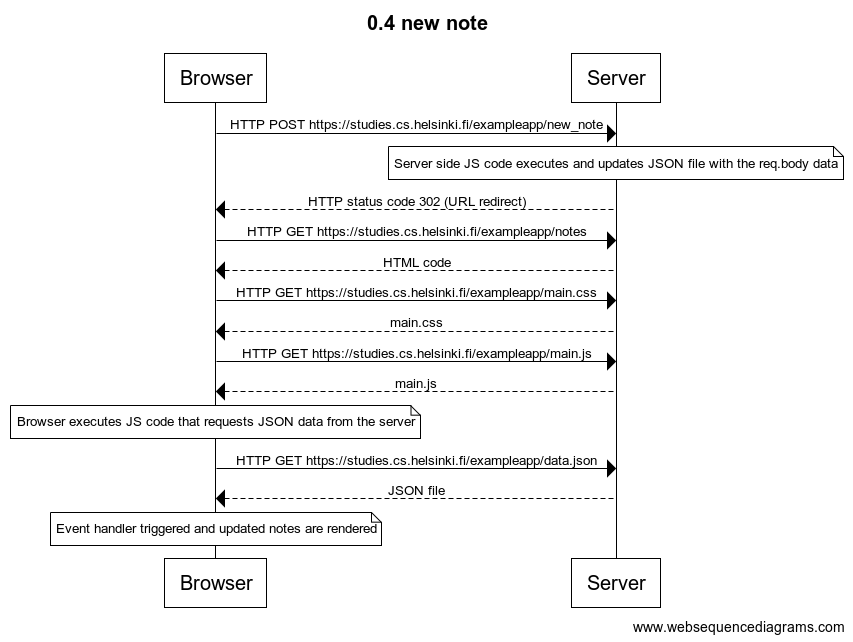 0.4 new note
Browser
Server
HTTP POST https://studies.cs.helsinki.fi/exampleapp/new_note
Server side JS code executes and updates JSON file with the req.body data
HTTP status code 302 (URL redirect)
HTTP GET https://studies.cs.helsinki.fi/exampleapp/notes
HTML code
HTTP GET https://studies.cs.helsinki.fi/exampleapp/main.css
main.css
HTTP GET https://studies.cs.helsinki.fi/exampleapp/main.js
main.js
Browser executes JS code that requests JSON data from the server
HTTP GET https://studies.cs.helsinki.fi/exampleapp/data.json
JSON file
Event handler triggered and updated notes are rendered
Browser
Server
www.websequencediagrams.com